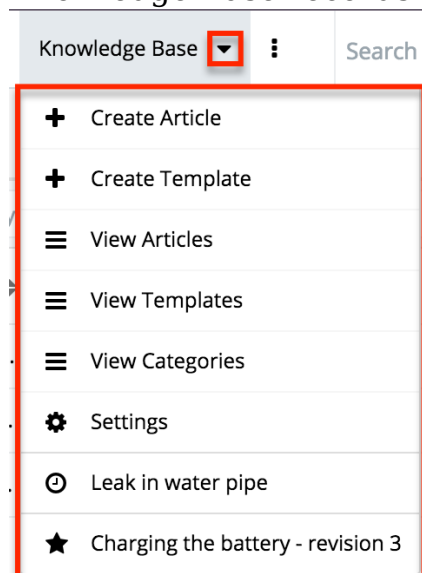 Knowledge Base
Search
Create Article
Create Template
View Articles
View Templates
View Categories
Settings
Leak in water pipe
Charging the battery - revision 3